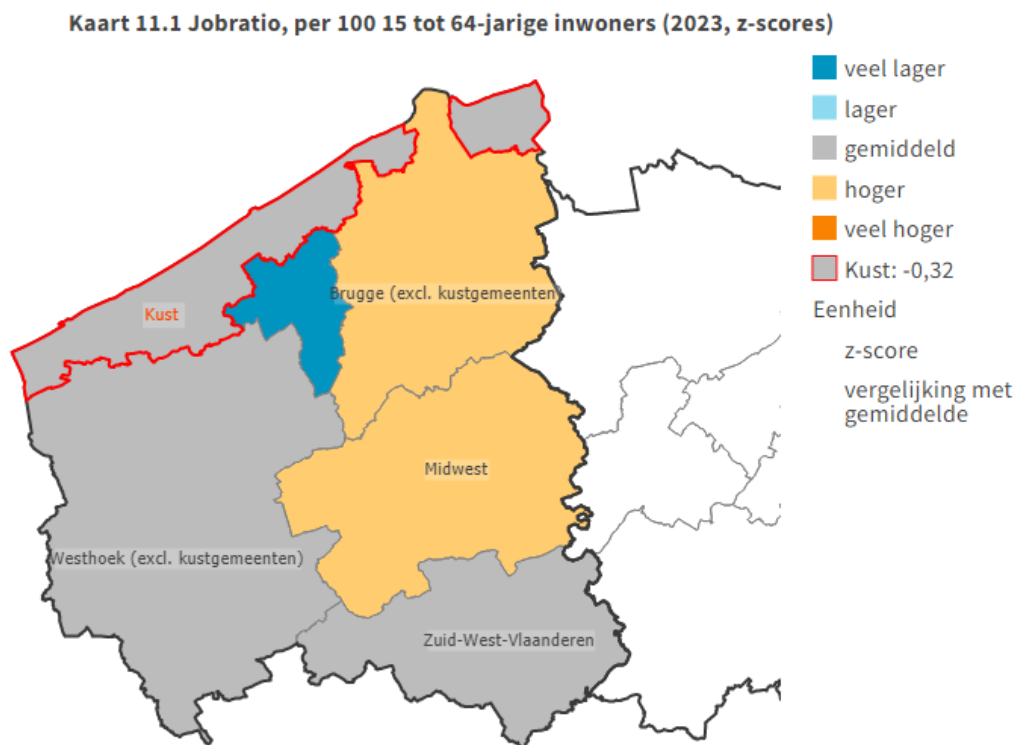 Kaart 11.1 Jobratio, per 100 15 tot 64-jarige inwoners (2023, z-scores)
veel lager
lager
gemiddeld
hoger
veel hoger
Kust: -0,32
Eenheid
z-score
vergelijking met
gemiddelde
Brugge (excl. kustgemeenten)
Kust
Midwest
Westhoek (excl. kustgemeenten)
Zuid-West-Vlaanderen